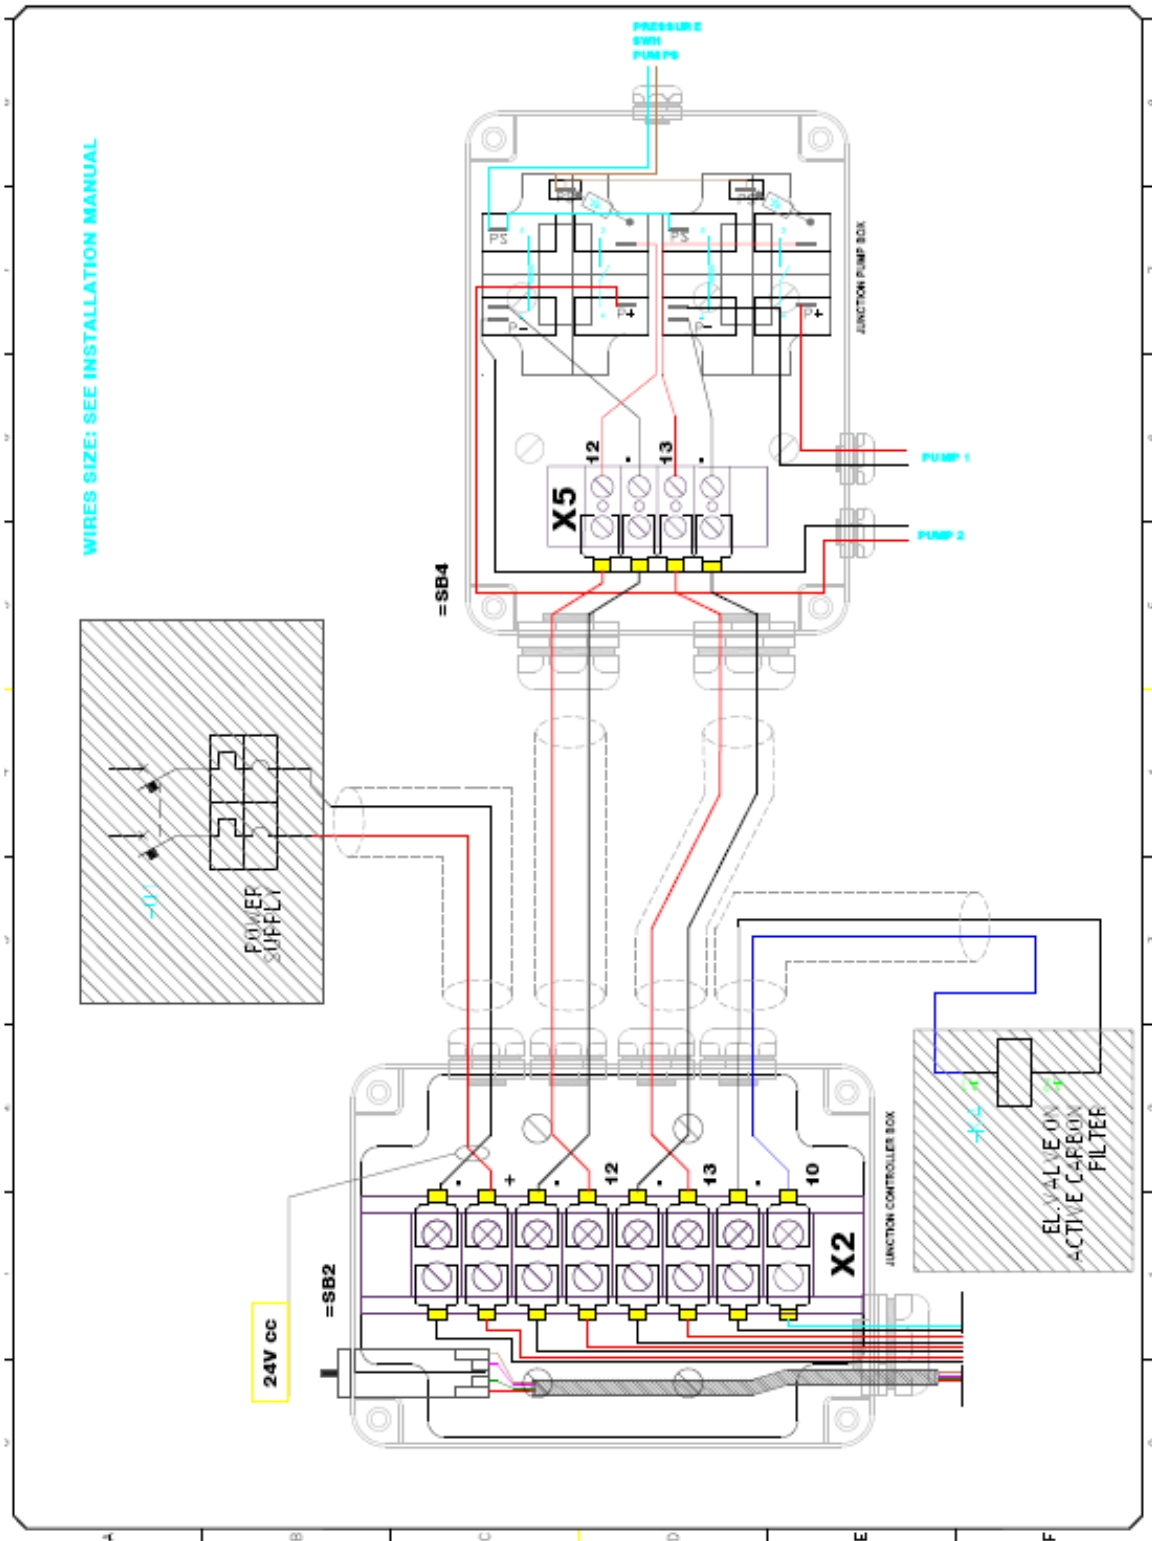 PRESSURE
SWH
PUMPS
WIRES SIZE: SEE INSTALLATION MANUAL
JUNCTION PUMP BOX
PS
PS
P-
P+
P-
P+
12
-
13
-
X5
PUMP 1
PUMP 2
=SB4
POWER
SUPPLY
-
+
-
12
-
13
-
10
X2
JUNCTION CONTROLLER BOX
=SB2
24V CC
EL.VALVE ON
ACTIVE CARBON
FILTER
A
B
C
D
E
F